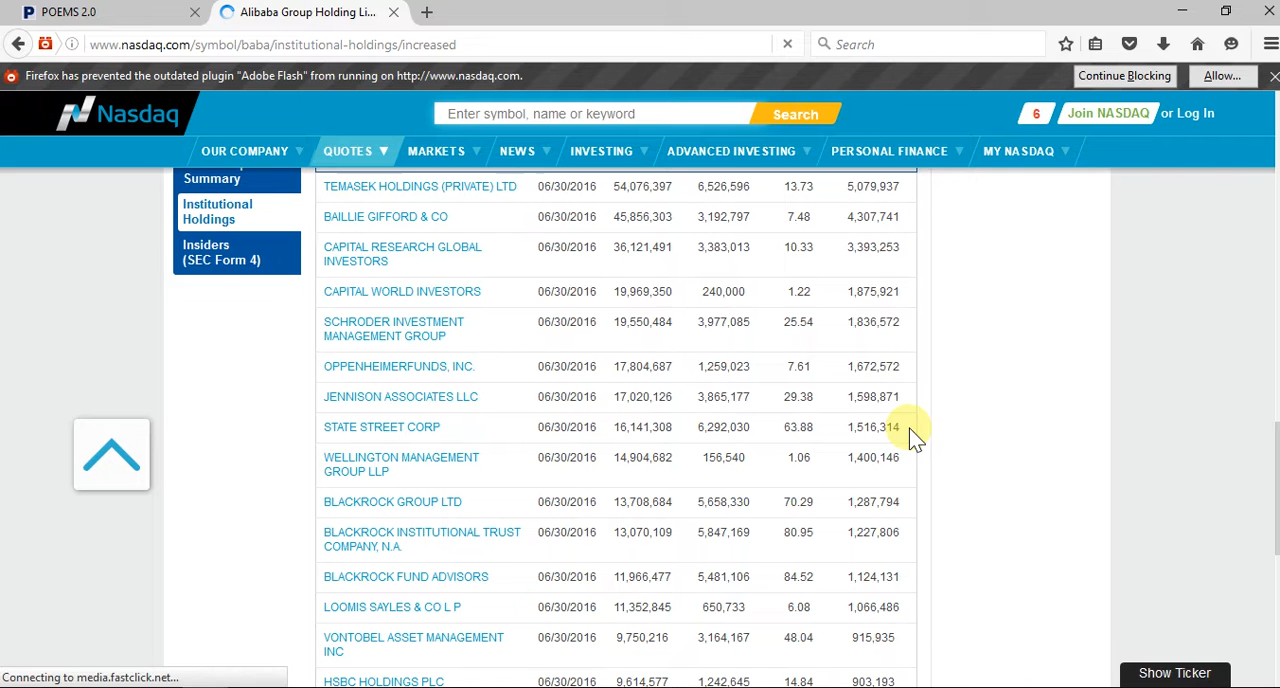 POEMS 2.0
Alibaba Group Holding Li...
www.nasdaq.com/symbol/baba/institutional-holdings/increased
Search
Firefox has prevented the outdated plugin "Adobe Flash" from running on http://www.nasdaq.com.
Continue Blocking
Allow...
Nasdaq
Enter symbol, name or keyword
Search
6
Join NASDAQ or Log In
OUR COMPANY
QUOTES
MARKETS
NEWS
INVESTING
ADVANCED INVESTING
PERSONAL FINANCE
MY NASDAQ
Summary
Institutional
Holdings
Insiders
(SEC Form 4)
TEMASEK HOLDINGS (PRIVATE) LTD 06/30/2016 54,076,397 6,526,596 13.73 5,079,937
BAILLIE GIFFORD & CO 06/30/2016 45,856,303 3,192,797 7.48 4,307,741
CAPITAL RESEARCH GLOBAL 06/30/2016 36,121,491 3,383,013 10.33 3,393,253
INVESTORS
CAPITAL WORLD INVESTORS 06/30/2016 19,969,350 240,000 1.22 1,875,921
SCHRODER INVESTMENT 06/30/2016 19,550,484 3,977,085 25.54 1,836,572
MANAGEMENT GROUP
OPPENHEIMERFUNDS, INC. 06/30/2016 17,804,687 1,259,023 7.61 1,672,572
JENNISON ASSOCIATES LLC 06/30/2016 17,020,126 3,865,177 29.38 1,598,871
STATE STREET CORP 06/30/2016 16,141,308 6,292,030 63.88 1,516,314
WELLINGTON MANAGEMENT 06/30/2016 14,904,682 156,540 1.06 1,400,146
GROUP LLP
BLACKROCK GROUP LTD 06/30/2016 13,708,684 5,658,330 70.29 1,287,794
BLACKROCK INSTITUTIONAL TRUST 06/30/2016 13,070,109 5,847,169 80.95 1,227,806
COMPANY, N.A.
BLACKROCK FUND ADVISORS 06/30/2016 11,966,477 5,481,106 84.52 1,124,131
LOOMIS SAYLES & CO L P 06/30/2016 11,352,845 650,733 6.08 1,066,486
VONTOBEL ASSET MANAGEMENT 06/30/2016 9,750,216 3,164,167 48.04 915,935
INC
HSBC HOLDINGS PLC 06/30/2016 9,614,577 1,242,645 14.84 903,193
Connecting to media.fastclick.net...
Show Ticker